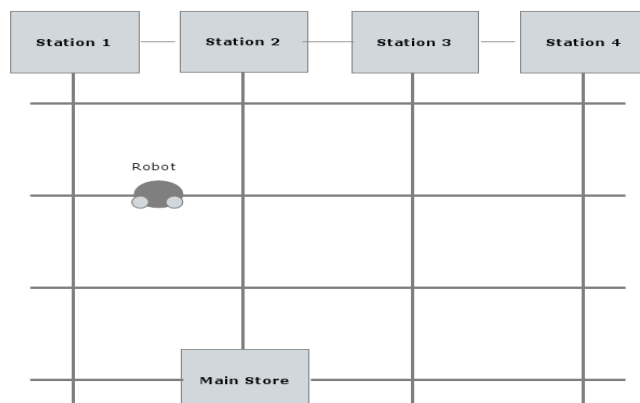 Station 1
Station 2
Station 3
Station 4
Robot
Main Store